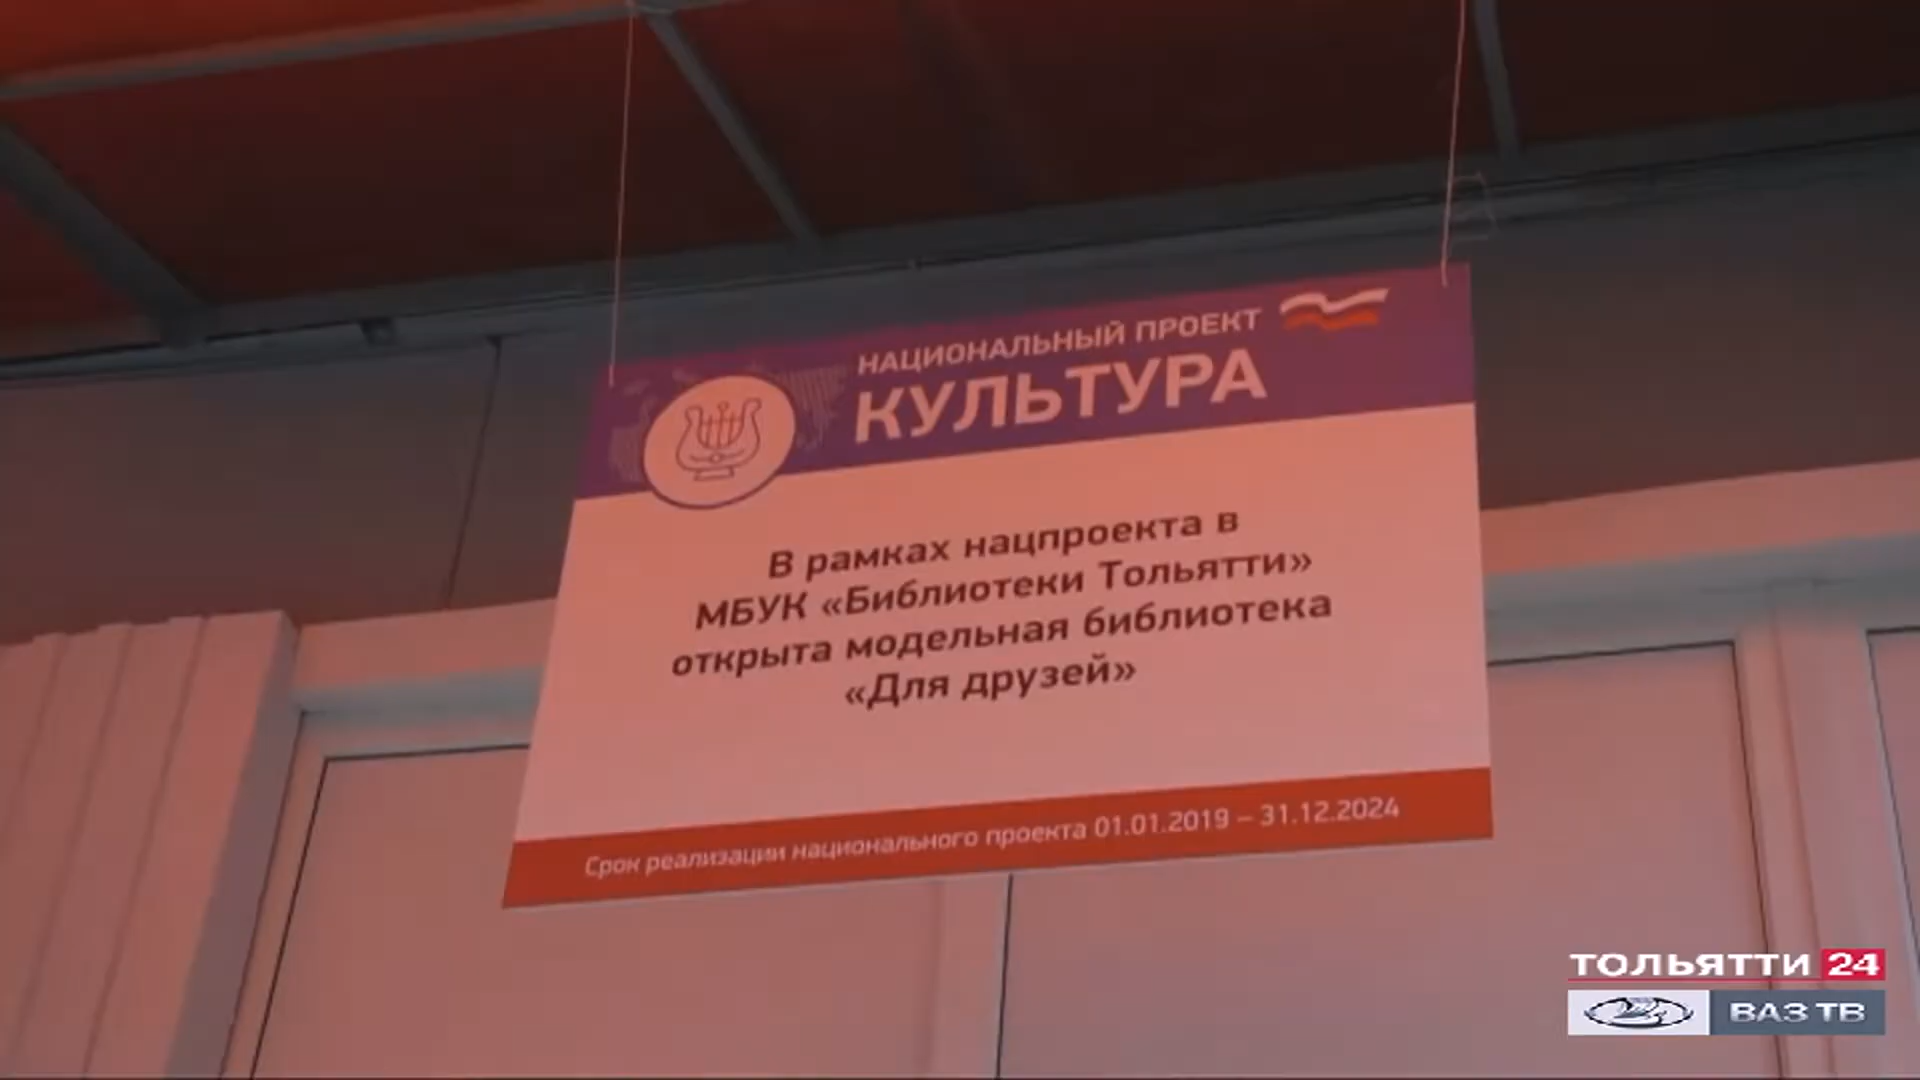 НАЦИОНАЛЬНЫЙ ПРОЕКТ
КУЛЬТУРА
В рамках нацпроекта в
МБУК «Библиотеки Тольятти»
открыта модельная библиотека
«Для друзей»
Срок реализации национального проекта 01.01.2019 – 31.12.2024
ТОЛЬЯТТИ 24
ВАЗ ТВ